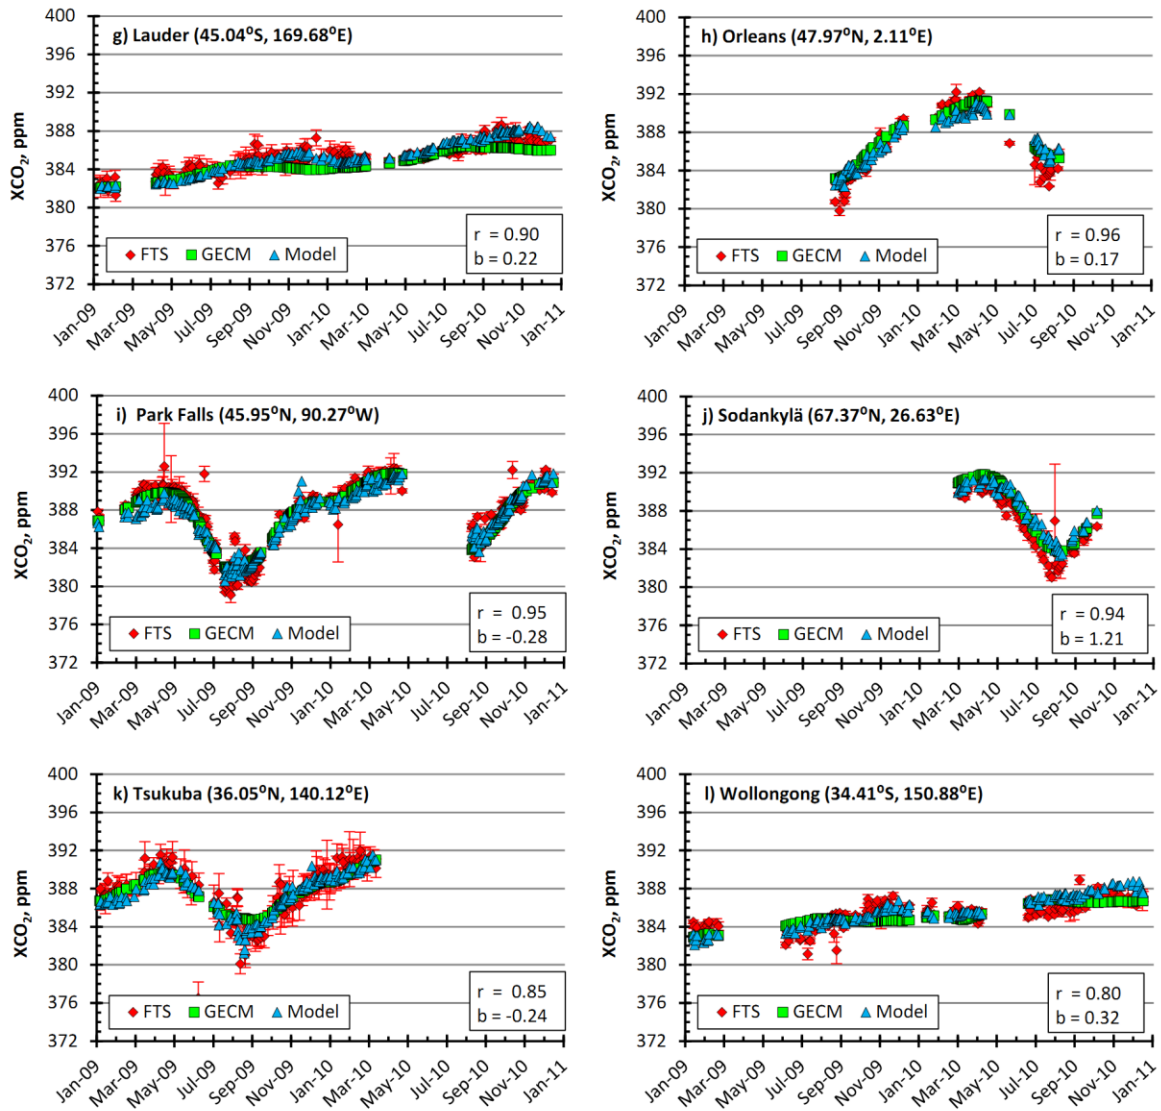 g) Lauder (45.04°S, 169.68°E)
XCO₂, ppm
400
396
392
388
384
380
376
372
FTS GECM Model
r = 0.90
b = 0.22
Jan-09 Mar-09 May-09 Jul-09 Sep-09 Nov-09 Jan-10 Mar-10 May-10 Jul-10 Sep-10 Nov-10 Jan-11
h) Orleans (47.97°N, 2.11°E)
XCO₂, ppm
400
396
392
388
384
380
376
372
FTS GECM Model
r = 0.96
b = 0.17
Jan-09 Mar-09 May-09 Jul-09 Sep-09 Nov-09 Jan-10 Mar-10 May-10 Jul-10 Sep-10 Nov-10 Jan-11
i) Park Falls (45.95°N, 90.27°W)
XCO₂, ppm
400
396
392
388
384
380
376
372
FTS GECM Model
r = 0.95
b = -0.28
Jan-09 Mar-09 May-09 Jul-09 Sep-09 Nov-09 Jan-10 Mar-10 May-10 Jul-10 Sep-10 Nov-10 Jan-11
j) Sodankylä (67.37°N, 26.63°E)
XCO₂, ppm
400
396
392
388
384
380
376
372
FTS GECM Model
r = 0.94
b = 1.21
Jan-09 Mar-09 May-09 Jul-09 Sep-09 Nov-09 Jan-10 Mar-10 May-10 Jul-10 Sep-10 Nov-10 Jan-11
k) Tsukuba (36.05°N, 140.12°E)
XCO₂, ppm
400
396
392
388
384
380
376
372
FTS GECM Model
r = 0.85
b = -0.24
Jan-09 Mar-09 May-09 Jul-09 Sep-09 Nov-09 Jan-10 Mar-10 May-10 Jul-10 Sep-10 Nov-10 Jan-11
l) Wollongong (34.41°S, 150.88°E)
XCO₂, ppm
400
396
392
388
384
380
376
372
FTS GECM Model
r = 0.80
b = 0.32
Jan-09 Mar-09 May-09 Jul-09 Sep-09 Nov-09 Jan-10 Mar-10 May-10 Jul-10 Sep-10 Nov-10 Jan-11